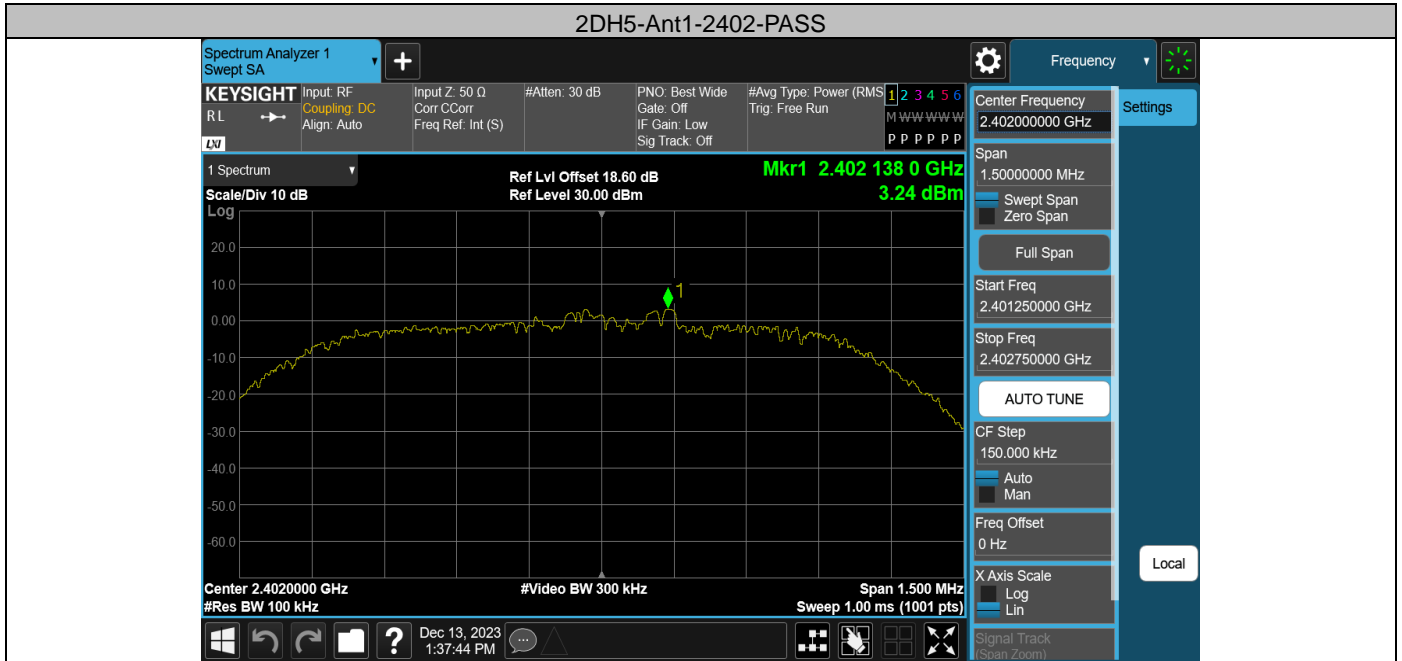 2DH5-Ant1-2402-PASS
Spectrum Analyzer 1
Swept SA
Frequency
KEYSIGHT
RL
LXI
Input: RF
Coupling: DC
Align: Auto
Input Z: 50 Ω
Corr CCorr
Freq Ref: Int (S)
#Atten: 30 dB
PNO: Best Wide
Gate: Off
IF Gain: Low
Sig Track: Off
#Avg Type: Power (RMS
Trig: Free Run
1 2 3 4 5 6
M W W W W W
P P P P P P
1 Spectrum
Scale/Div 10 dB
Ref Lvl Offset 18.60 dB
Ref Level 30.00 dBm
Mkr1 2.402 138 0 GHz
3.24 dBm
Log
20.0
10.0
0.00
-10.0
-20.0
-30.0
-40.0
-50.0
-60.0
1
Center 2.4020000 GHz
#Res BW 100 kHz
#Video BW 300 kHz
Span 1.500 MHz
Sweep 1.00 ms (1001 pts)
Center Frequency
2.402000000 GHz
Span
1.50000000 MHz
Swept Span
Zero Span
Full Span
Start Freq
2.401250000 GHz
Stop Freq
2.402750000 GHz
AUTO TUNE
CF Step
150.000 kHz
Auto
Man
Freq Offset
0 Hz
X Axis Scale
Log
Lin
Signal Track
(Span Zoom)
Settings
Local
?
Dec 13, 2023
1:37:44 PM